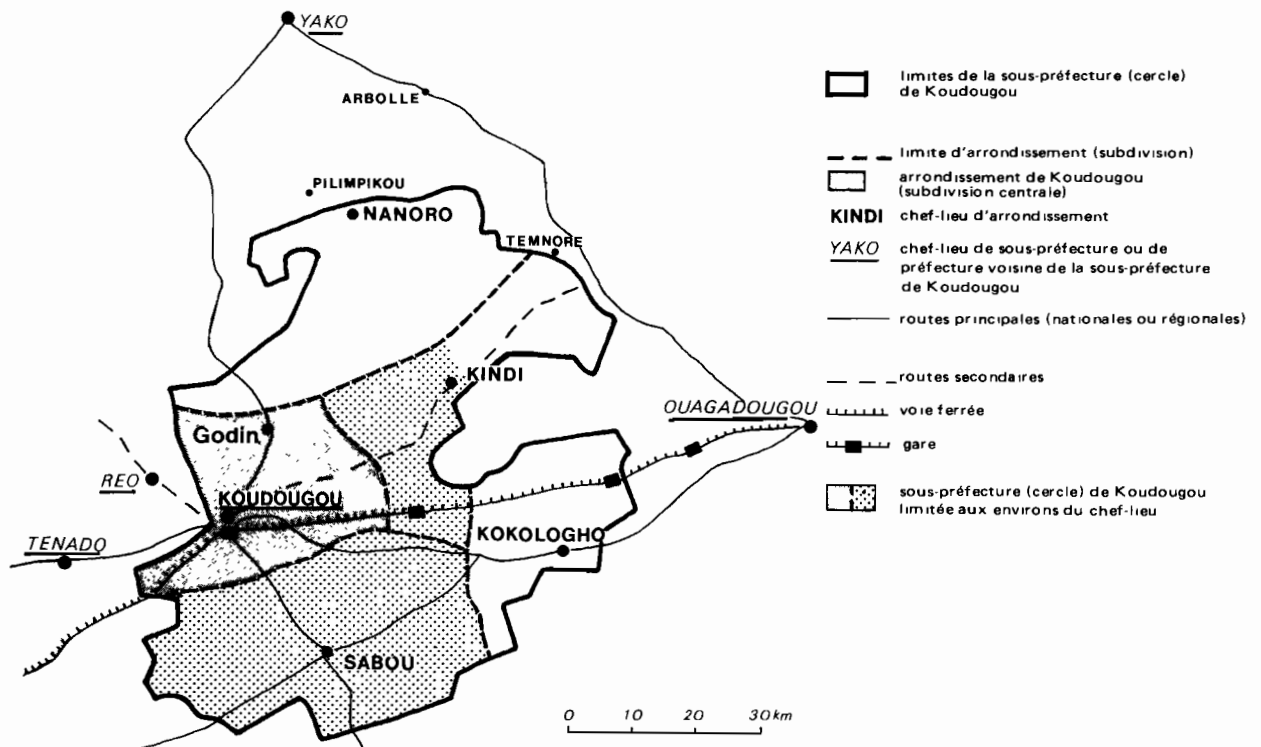 YAKO
ARBOLLE
PILIMPIKOU
NANORO
TEMNORE
KINDI
OUAGADOUGOU
Godin
REO
KOUDOUGOU
TENADO
KOKOLOGHO
SABOU
0 10 20 30 km
limites de la sous-préfecture (cercle)
de Koudougou
limite d'arrondissement (subdivision)
arrondissement de Koudougou
(subdivision centrale)
KINDI chef-lieu d'arrondissement
YAKO chef-lieu de sous-préfecture ou de
préfecture voisine de la sous-préfecture
de Koudougou
routes principales (nationales ou régionales)
routes secondaires
voie ferrée
gare
sous-préfecture (cercle) de Koudougou
limitée aux environs du chef-lieu